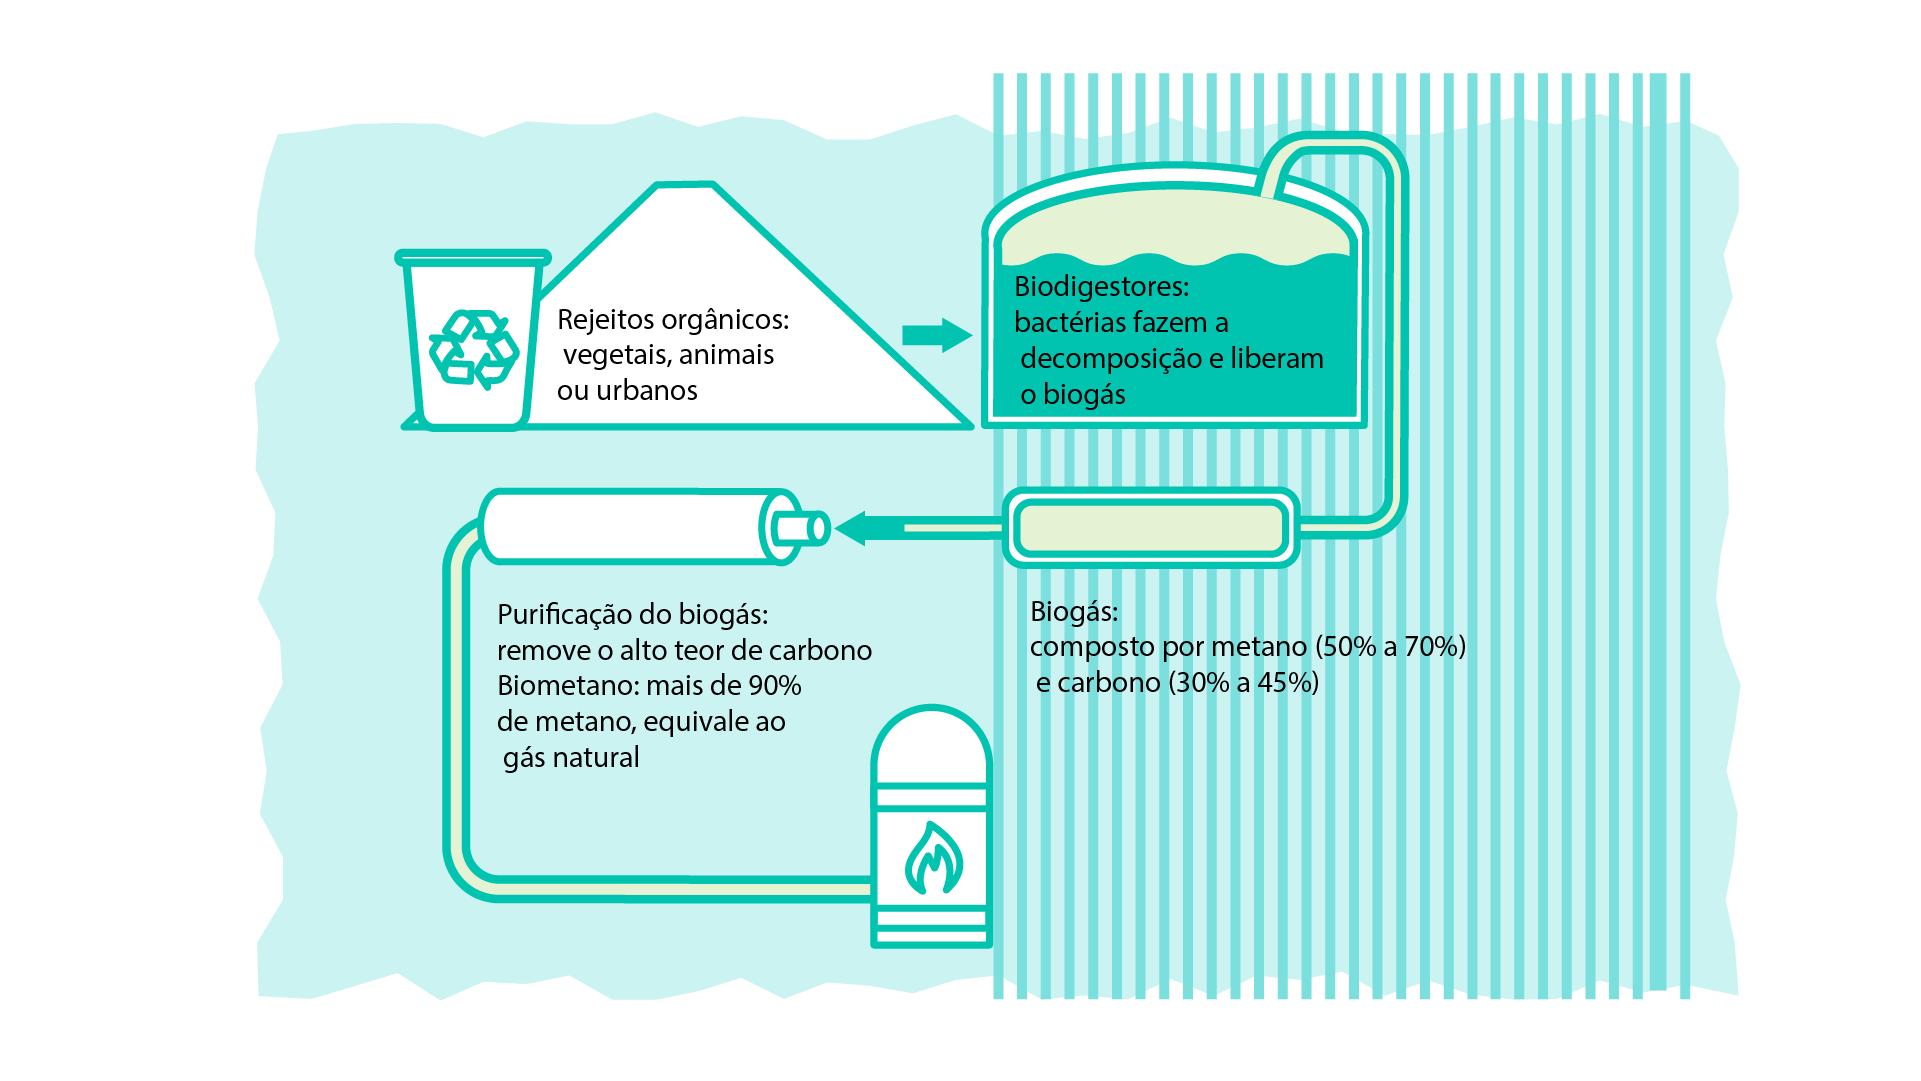 Rejeitos orgânicos:
vegetais, animais
ou urbanos
Biodigestores:
bactérias fazem a
decomposição e liberam
o biogás
Purificação do biogás:
remove o alto teor de carbono
Biometano: mais de 90%
de metano, equivale ao
gás natural
Biogás:
composto por metano (50% a 70%)
e carbono (30% a 45%)